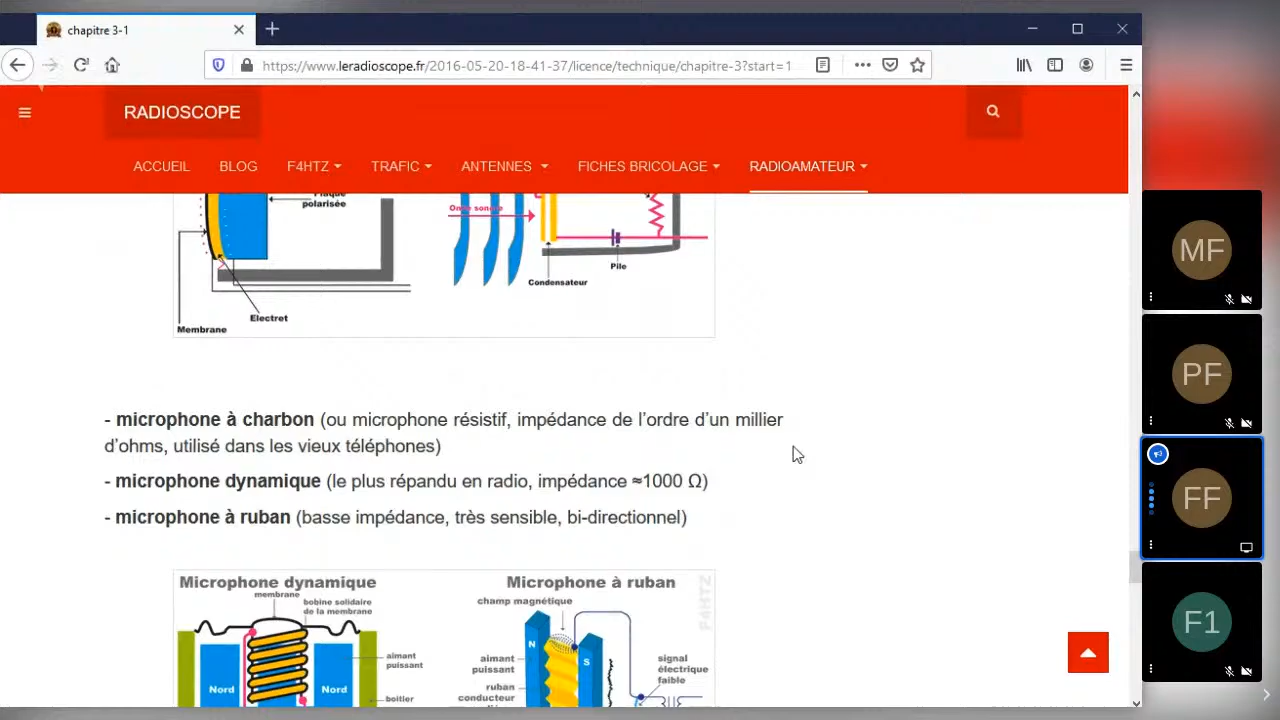 chapitre 3-1
https://www.leradioscope.fr/2016-05-20-18-41-37/licence/technique/chapitre-3?start=1
RADIOSCOPE
ACCUEIL BLOG F4HTZ TRAFIC ANTENNES FICHES BRICOLAGE RADIOAMATEUR
Plaque
polarisée
Onde sonore
Pile
Condensateur
Electret
Membrane
- microphone à charbon (ou microphone résistif, impédance de l'ordre d'un millier
d'ohms, utilisé dans les vieux téléphones)
- microphone dynamique (le plus répandu en radio, impédance ≈1000 Ω)
- microphone à ruban (basse impédance, très sensible, bi-directionnel)
Microphone dynamique
membrane
bobine solidaire
de la membrane
aimant
puissant
Nord
Nord
boitier
Microphone à ruban
champ magnétique
F4HTZ
N
S
aimant
puissant
ruban
conducteur
signal
électrique
faible
MF
PF
FF
F1